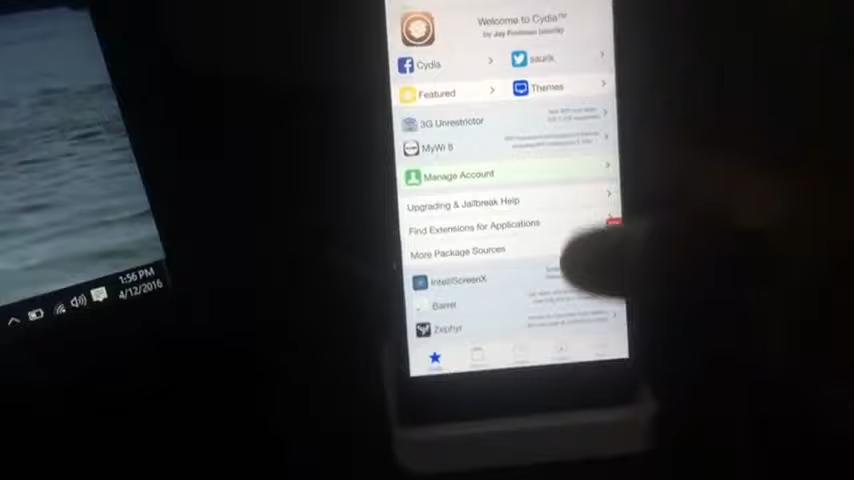 Welcome to Cydia™
by Jay Freeman (saurik)
Cydia
saurik
Featured
Themes
3G Unrestrictor
MyWi 8
Manage Account
Upgrading & Jailbreak Help
Find Extensions for Applications
More Package Sources
IntelliScreenX
Barrel
Zephyr
1:56 PM
4/12/2016